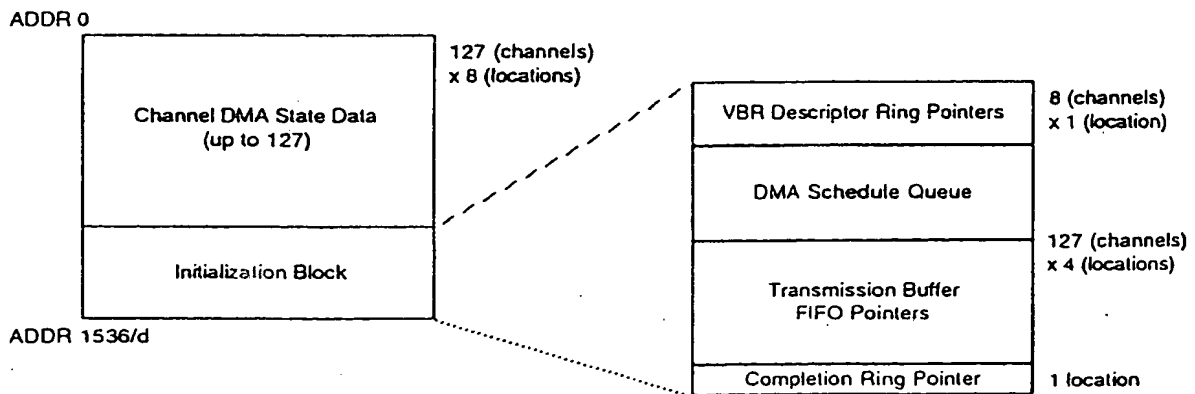 ADDR 0
127 (channels)
x 8 (locations)
Channel DMA State Data
(up to 127)
Initialization Block
ADDR 1536/d
VBR Descriptor Ring Pointers
8 (channels)
x 1 (location)
DMA Schedule Queue
127 (channels)
x 4 (locations)
Transmission Buffer
FIFO Pointers
Completion Ring Pointer
1 location